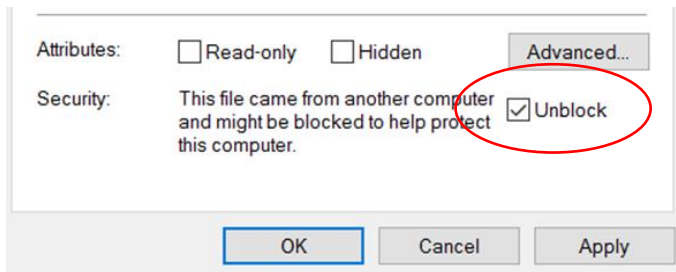 Attributes: Read-only Hidden Advanced...
Security: This file came from another computer Unblock
and might be blocked to help protect
this computer.
OK Cancel Apply